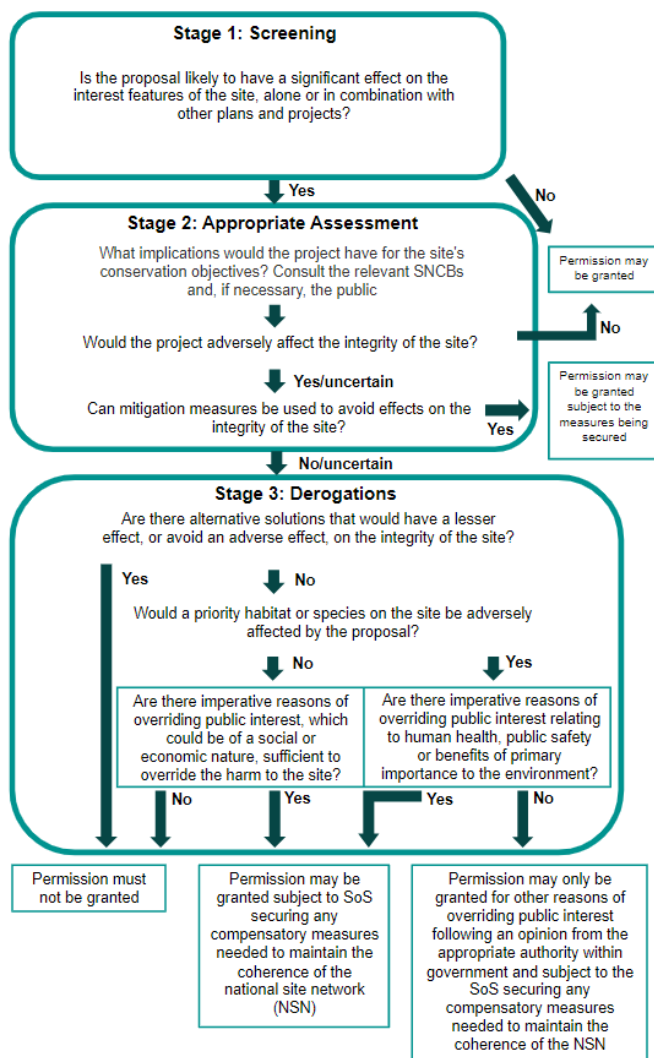 Stage 1: Screening
Is the proposal likely to have a significant effect on the
interest features of the site, alone or in combination with
other plans and projects?
Yes
No
Stage 2: Appropriate Assessment
What implications would the project have for the site's
conservation objectives? Consult the relevant SNCBs
and, if necessary, the public
Permission may
be granted
Would the project adversely affect the integrity of the site?
No
Yes/uncertain
Can mitigation measures be used to avoid effects on the
integrity of the site?
Yes
Permission may
be granted
subject to the
measures being
secured
No/uncertain
Stage 3: Derogations
Are there alternative solutions that would have a lesser
effect, or avoid an adverse effect, on the integrity of the site?
Yes
No
Would a priority habitat or species on the site be adversely
affected by the proposal?
No
Yes
Are there imperative reasons of
overriding public interest, which
could be of a social or
economic nature, sufficient to
override the harm to the site?
Are there imperative reasons of
overriding public interest relating
to human health, public safety
or benefits of primary
importance to the environment?
No
Yes
Yes
No
Permission must
not be granted
Permission may be
granted subject to SoS
securing any
compensatory measures
needed to maintain the
coherence of the
national site network
(NSN)
Permission may only be
granted for other reasons of
overriding public interest
following an opinion from the
appropriate authority within
government and subject to the
SoS securing any
compensatory measures
needed to maintain the
coherence of the NSN